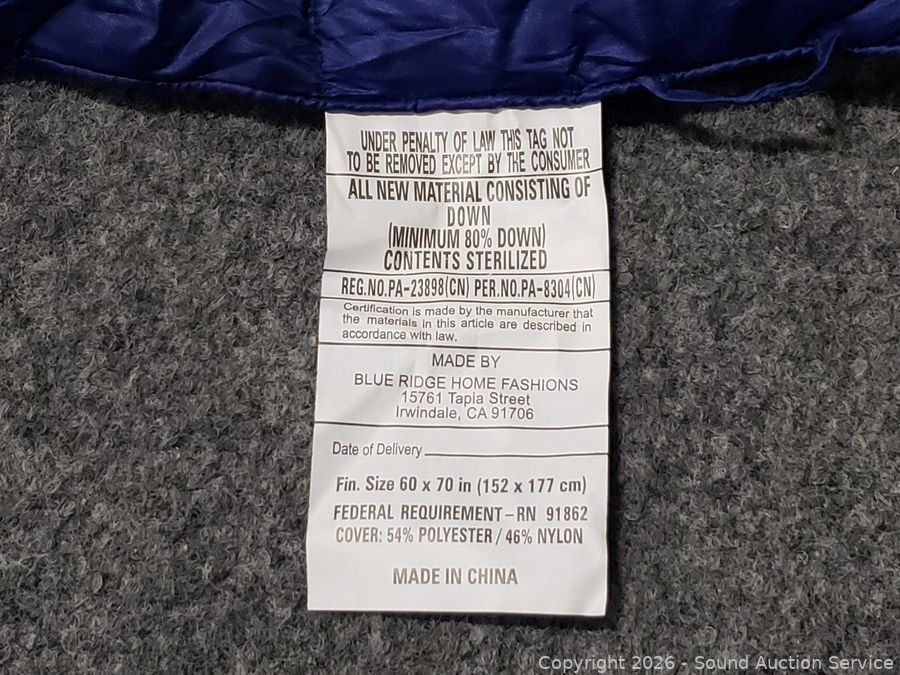 UNDER PENALTY OF LAW THIS TAG NOT
TO BE REMOVED EXCEPT BY THE CONSUMER
ALL NEW MATERIAL CONSISTING OF
DOWN
(MINIMUM 80% DOWN)
CONTENTS STERILIZED
REG.NO.PA-23898(CN) PER.NO.PA-8304(CN)
Certification is made by the manufacturer that
the materials in this article are described in
accordance with law.
MADE BY
BLUE RIDGE HOME FASHIONS
15761 Tapia Street
Irwindale, CA 91706
Date of Delivery
Fin. Size 60 x 70 in (152 x 177 cm)
FEDERAL REQUIREMENT-RN 91862
COVER: 54% POLYESTER / 46% NYLON
MADE IN CHINA
Copyright 2026 - Sound Auction Service